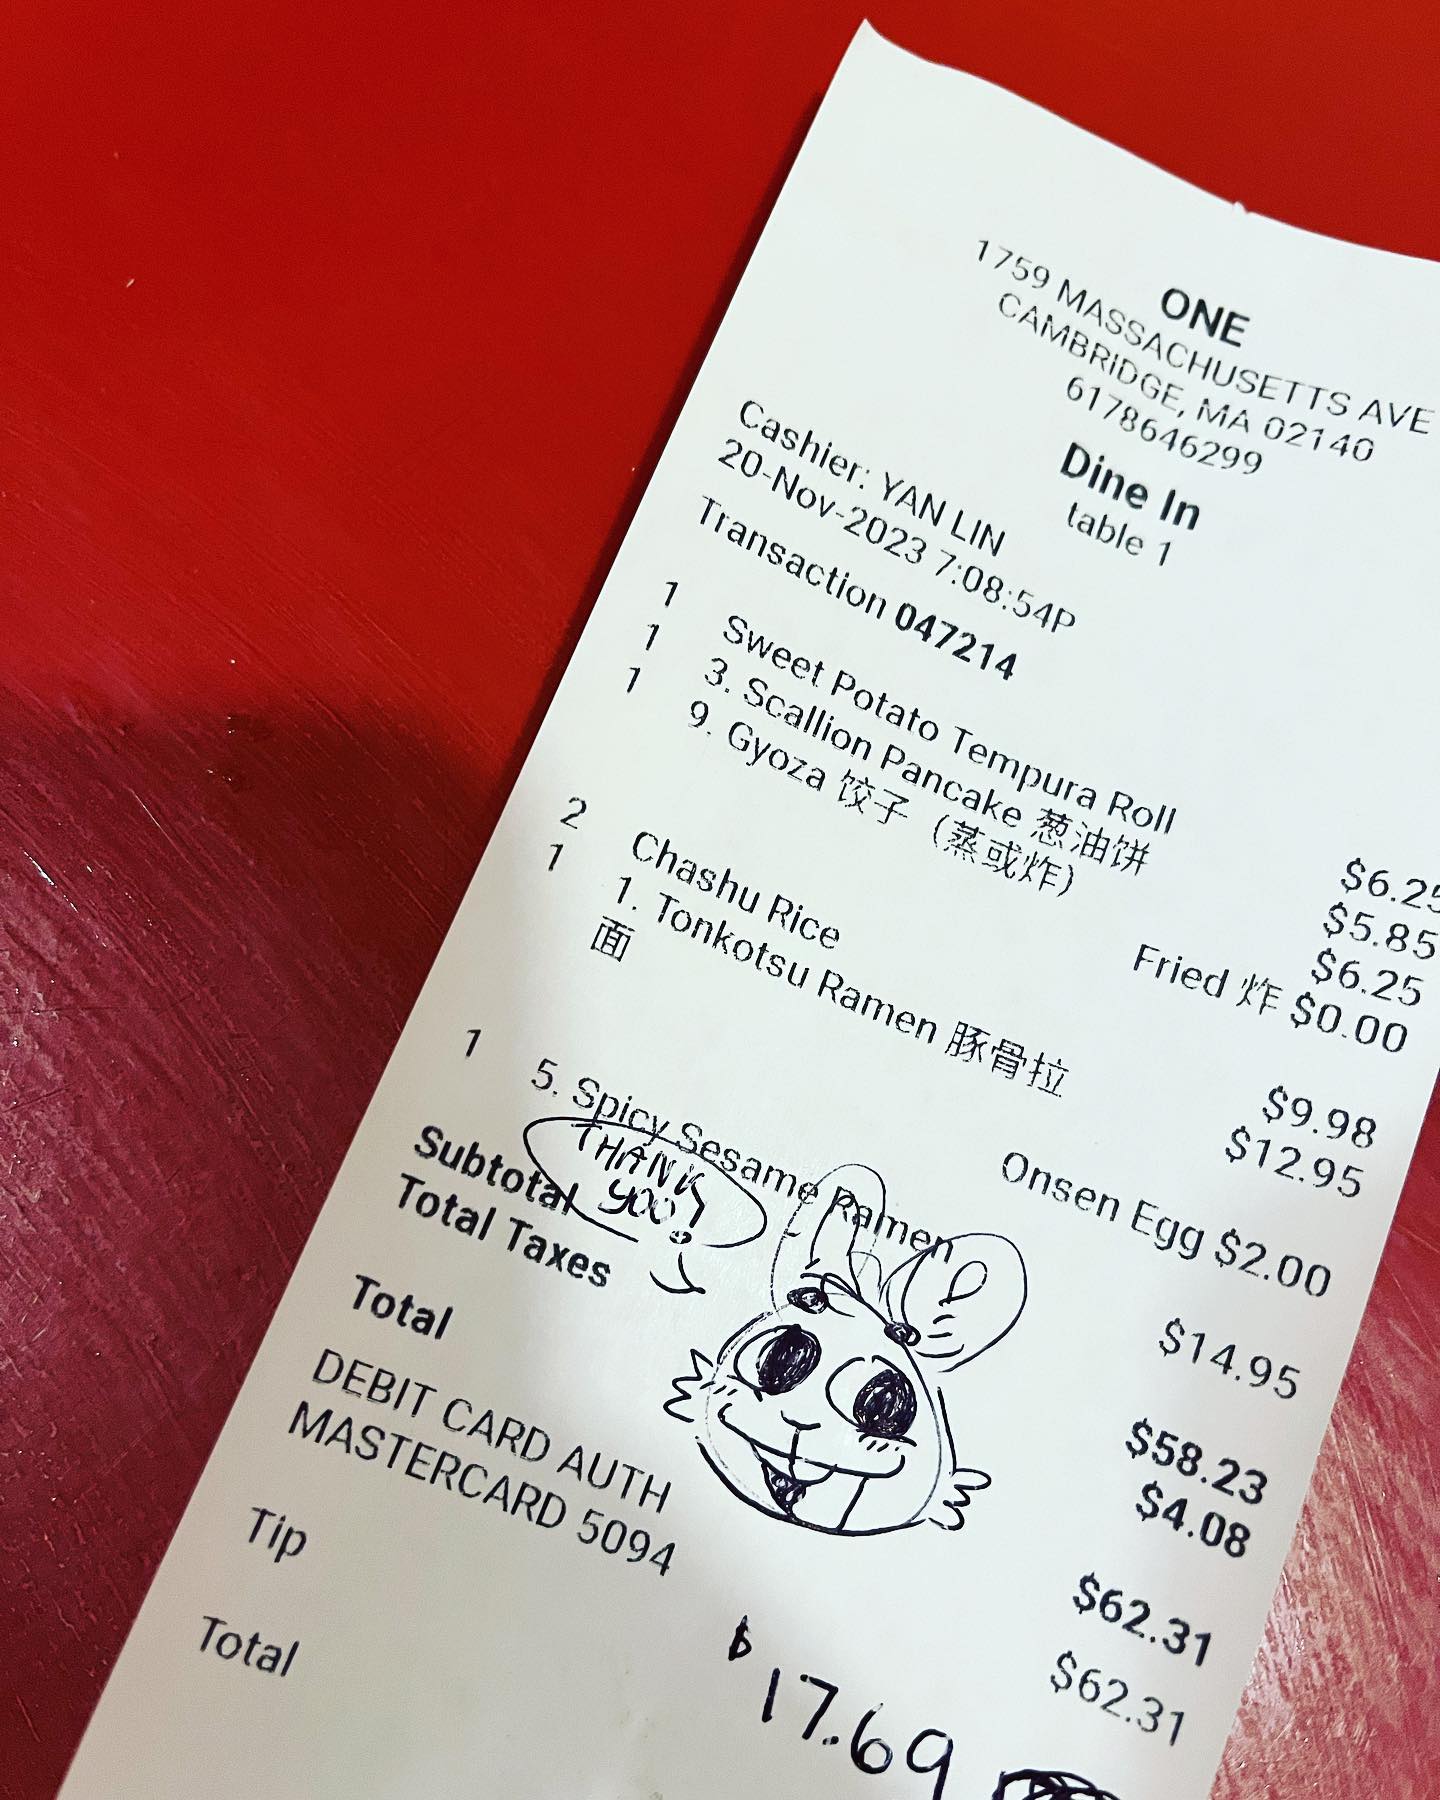 ONE
1759 MASSACHUSETTS AVE
CAMBRIDGE, MA 02140
6178646299
Dine In
table 1
Cashier: YAN LIN
20-Nov-2023 7:08:54P
Transaction 047214
1 Sweet Potato Tempura Roll $6.25
1 3. Scallion Pancake 葱油饼 $5.85
1 9. Gyoza 饺子（蒸或炸） $6.25
Fried 炸 $0.00
2 Chashu Rice $9.98
1 1. Tonkotsu Ramen 豚骨拉 $12.95
面
Onsen Egg $2.00
1 5. Spicy Sesame Ramen $14.95
THANK
YOU!
Subtotal $58.23
Total Taxes $4.08
Total $62.31
DEBIT CARD AUTH $62.31
MASTERCARD 5094
Tip $17.69
Total